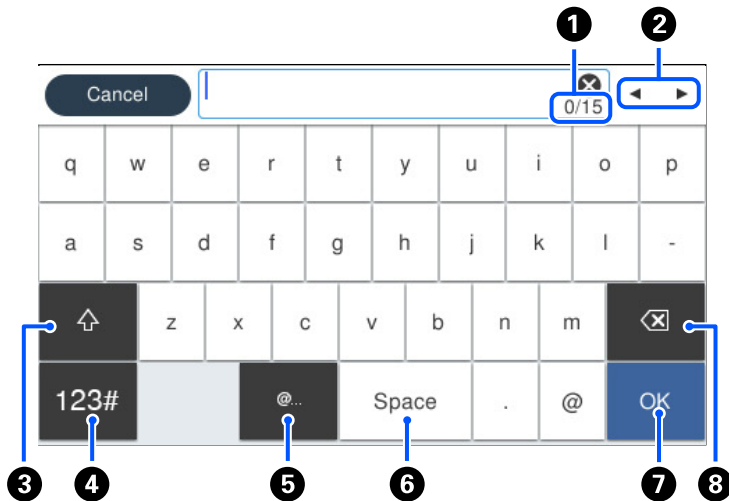 1 2
Cancel 0/15 ◄ ►
q w e r t y u i o p
a s d f g h j k l -
z x c v b n m
123# @... Space . @ OK
3 4 5 6 7 8